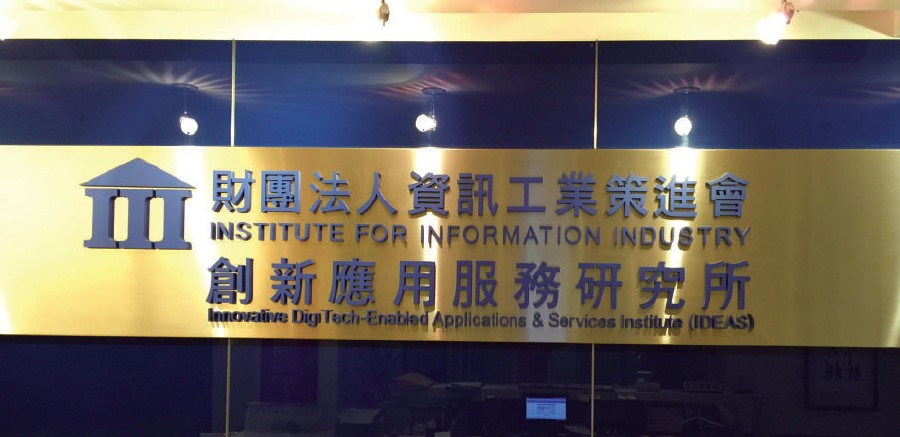 財團法人資訊工業策進會
INSTITUTE FOR INFORMATION INDUSTRY
創新應用服務研究所
Innovative DigiTech-Enabled Applications & Services Institute (IDEAS)